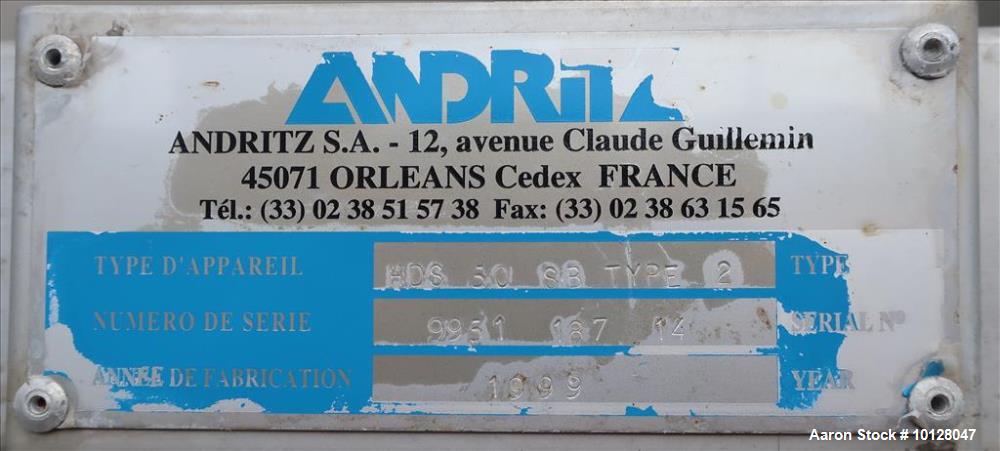 ANDRITZ
ANDRITZ S.A. - 12, avenue Claude Guillemin
45071 ORLEANS Cedex FRANCE
Tél.: (33) 02 38 51 57 38 Fax: (33) 02 38 63 15 65
TYPE D'APPAREIL HDS 50 SB TYPE 2 TYPE
NUMERO DE SERIE 9951 187 14 SERIAL N°
ANNÉE DE FABRICATION 1999 YEAR
Aaron Stock # 10128047